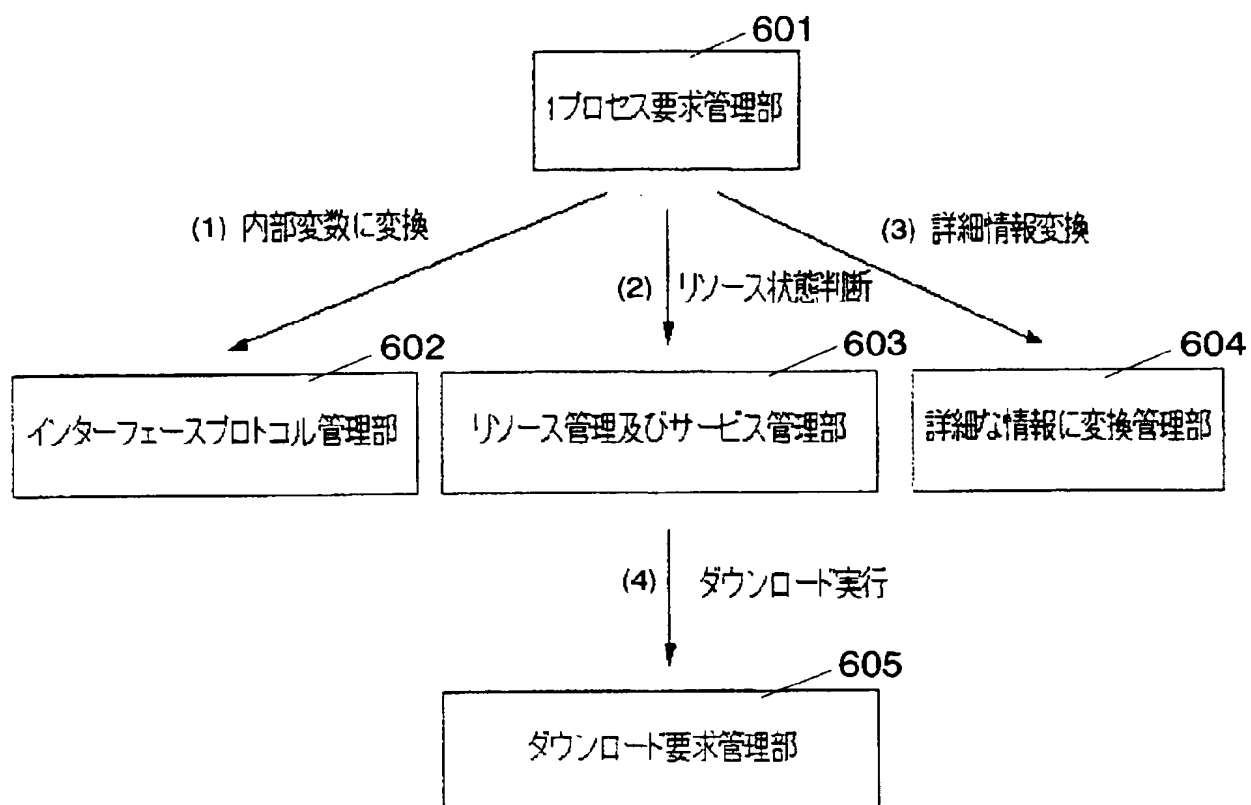 601
1プロセス要求管理部
(1) 内部変数に変換
(3) 詳細情報変換
(2) リソース状態判断
602
603
604
インターフェースプロトコル管理部
リソース管理及びサービス管理部
詳細な情報に変換管理部
(4) ダウンロード実行
605
ダウンロード要求管理部